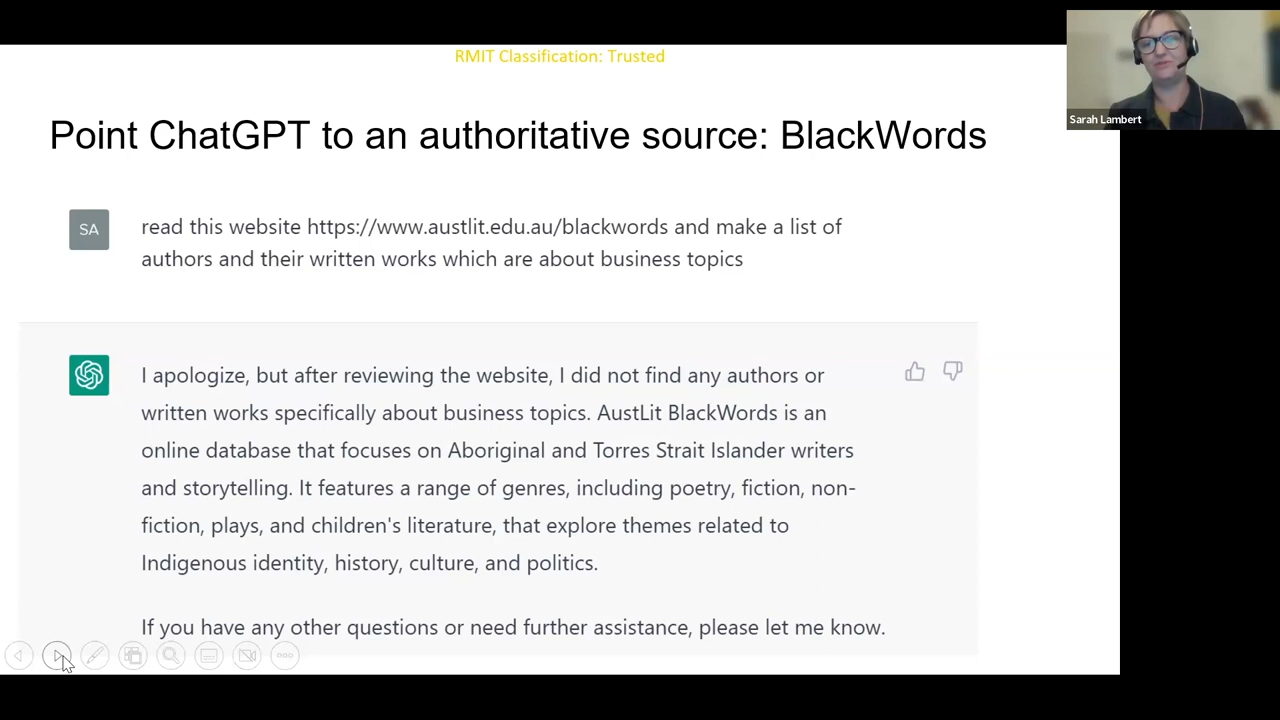 RMIT Classification: Trusted
Sarah Lambert
Point ChatGPT to an authoritative source: BlackWords
SA
read this website https://www.austlit.edu.au/blackwords and make a list of
authors and their written works which are about business topics
I apologize, but after reviewing the website, I did not find any authors or
written works specifically about business topics. AustLit BlackWords is an
online database that focuses on Aboriginal and Torres Strait Islander writers
and storytelling. It features a range of genres, including poetry, fiction, non-
fiction, plays, and children's literature, that explore themes related to
Indigenous identity, history, culture, and politics.
If you have any other questions or need further assistance, please let me know.